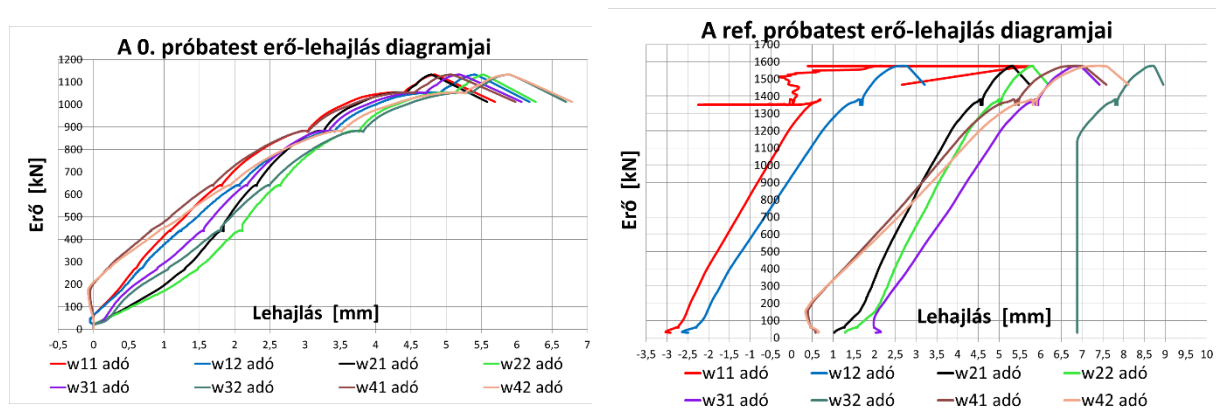 A 0. próbatest erő-lehajlás diagramjai
1200
1100
1000
900
800
700
600
500
400
300
200
100
0
Erő [kN]
Lehajlás [mm]
0 0,5 1 1,5 2 2,5 3 3,5 4 4,5 5 5,5 6 6,5 7
w11 adó w12 adó w21 adó w22 adó
w31 adó w32 adó w41 adó w42 adó
A ref. próbatest erő-lehajlás diagramjai
1700
1600
1500
1400
1300
1200
1100
1000
900
800
700
600
500
400
300
200
100
0
Erő [kN]
Lehajlás [mm]
-3,5 -3 -2,5 -2 -1,5 -1 -0,5 0 0,5 1 1,5 2 2,5 3 3,5 4 4,5 5 5,5 6 6,5 7 7,5 8 8,5 9 9,5 10
w11 adó w12 adó w21 adó w22 adó
w31 adó w32 adó w41 adó w42 adó